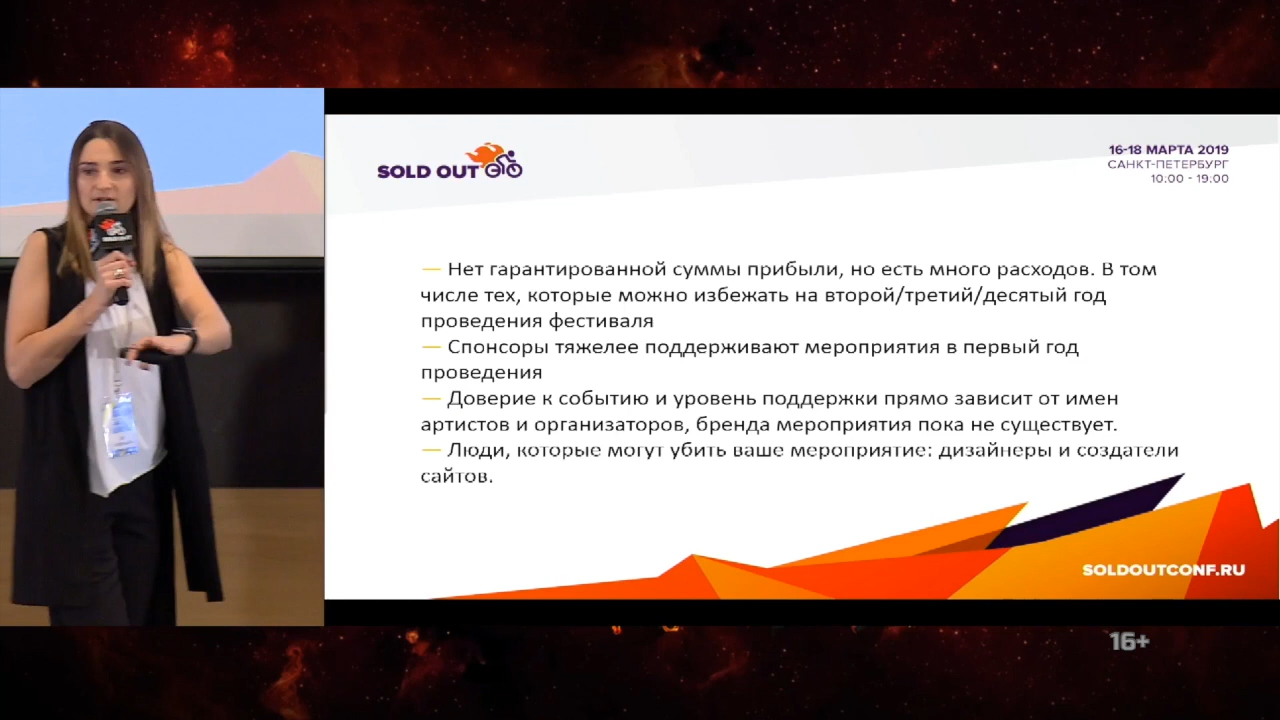 SOLD OUT
16-18 МАРТА 2019
САНКТ-ПЕТЕРБУРГ
10:00 - 19:00
— Нет гарантированной суммы прибыли, но есть много расходов. В том
числе тех, которые можно избежать на второй/третий/десятый год
проведения фестиваля
— Спонсоры тяжелее поддерживают мероприятия в первый год
проведения
— Доверие к событию и уровень поддержки прямо зависит от имен
артистов и организаторов, бренда мероприятия пока не существует.
— Люди, которые могут убить ваше мероприятие: дизайнеры и создатели
сайтов.
SOLDOUTCONF.RU
16+